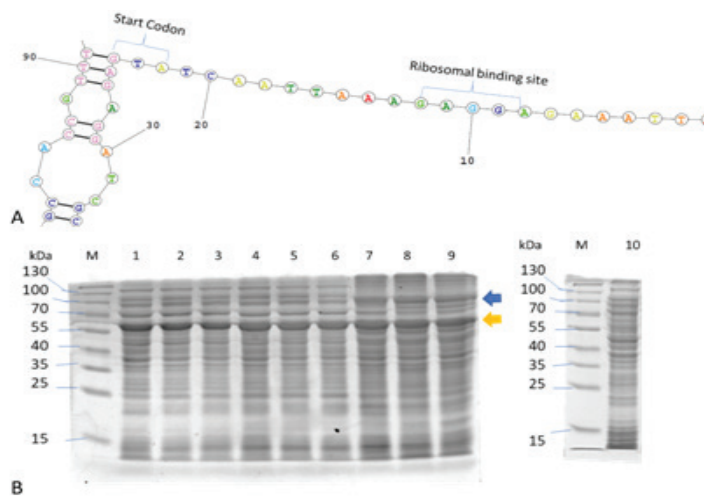 Start Codon
90
T A T C A A T T A A A G A G G A G A A A T T
Ribosomal binding site
20
10
30
A
A
T
C
C
G
G
C
A
kDa M 1 2 3 4 5 6 7 8 9
130
100
70
55
40
35
25
15
kDa M 10
130
100
70
55
40
35
25
15
B